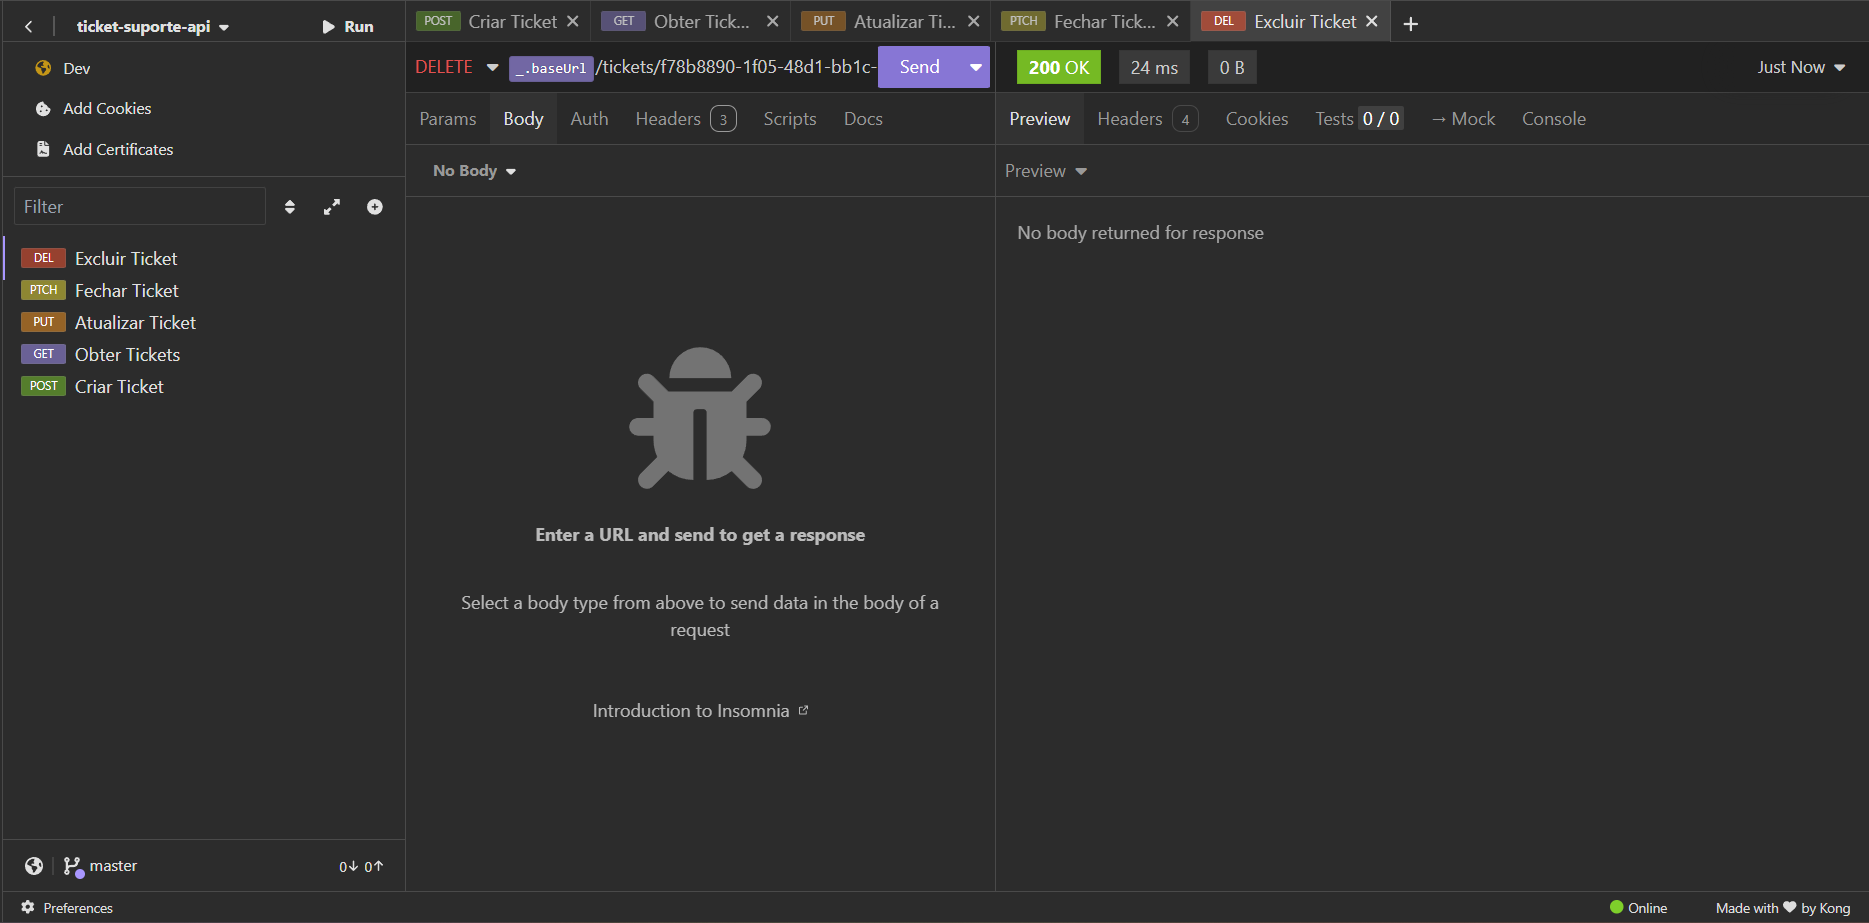 ticket-suporte-api
Run
POST Criar Ticket
GET Obter Tick...
PUT Atualizar Ti...
PTCH Fechar Tick...
DEL Excluir Ticket
Dev
Add Cookies
Add Certificates
Filter
DEL Excluir Ticket
PTCH Fechar Ticket
PUT Atualizar Ticket
GET Obter Tickets
POST Criar Ticket
master
0↓ 0↑
DELETE _.baseUrl /tickets/f78b8890-1f05-48d1-bb1c- Send
Params Body Auth Headers 3 Scripts Docs
No Body
Enter a URL and send to get a response
Select a body type from above to send data in the body of a
request
Introduction to Insomnia
200 OK 24 ms 0 B Just Now
Preview Headers 4 Cookies Tests 0 / 0 → Mock Console
Preview
No body returned for response
Preferences
Online
Made with ♥ by Kong